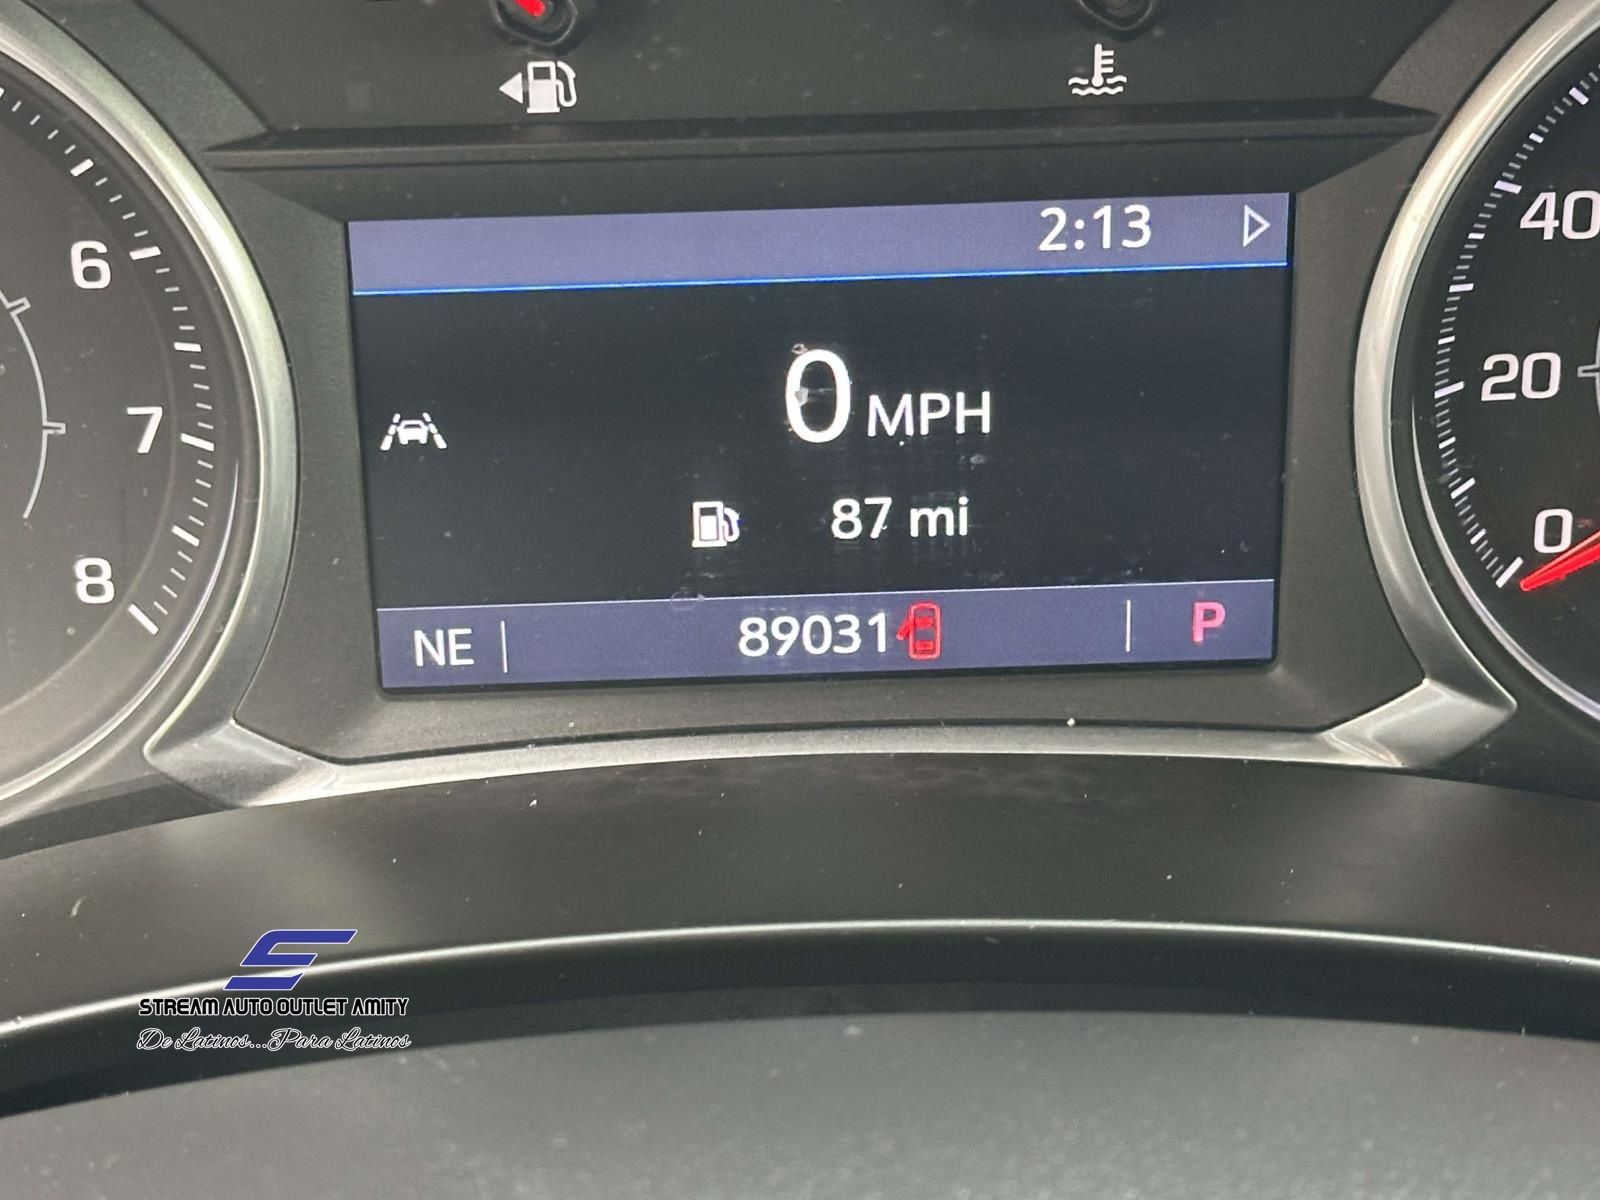 2:13
40
6
0 MPH
20
7
87 mi
0
8
NE
89031
P
STREAM AUTO OUTLET AMITY
De Latinos...Para Latinos